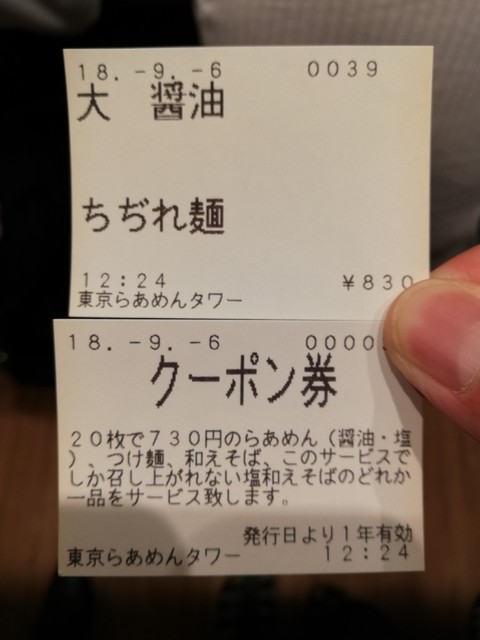 18.-9.-6 0039
大 醤油
ちぢれ麺
12:24 ¥830
東京らあめんタワー
18.-9.-6 0000
クーポン券
20枚で730円のらあめん(醤油・塩
)、つけ麺、和えそば、このサービスで
しか召し上がれない塩和えそばのどれか
一品をサービス致します。
発行日より1年有効
東京らあめんタワー 12:24